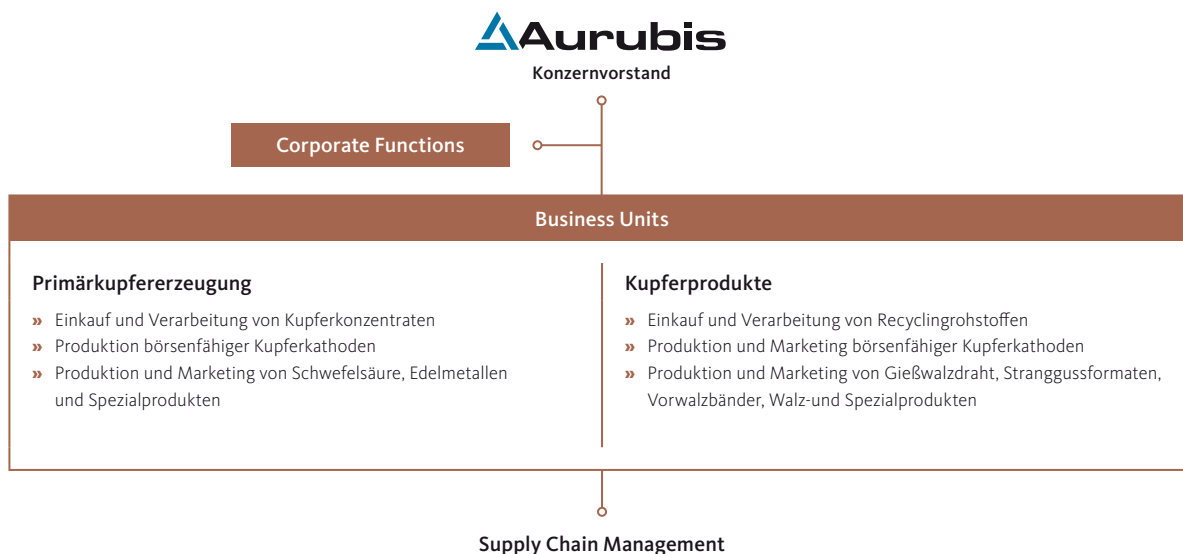 Aurubis
Konzernvorstand
Corporate Functions
Business Units
Primärkupfererzeugung
» Einkauf und Verarbeitung von Kupferkonzentraten
» Produktion börsenfähiger Kupferkathoden
» Produktion und Marketing von Schwefelsäure, Edelmetallen
und Spezialprodukten
Kupferprodukte
» Einkauf und Verarbeitung von Recyclingrohstoffen
» Produktion und Marketing börsenfähiger Kupferkathoden
» Produktion und Marketing von Gießwalzdraht, Stranggussformaten,
Vorwalzbänder, Walz-und Spezialprodukten
Supply Chain Management